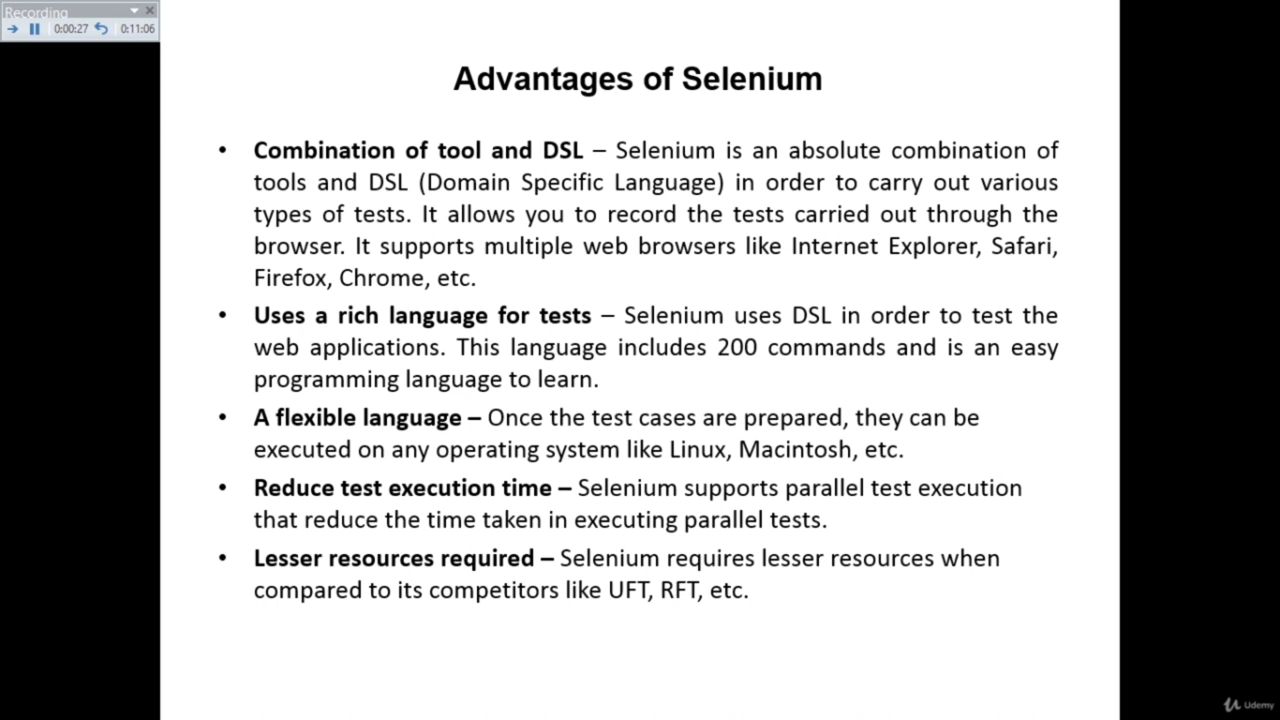 Recording
0:00:27 0:11:06
Advantages of Selenium
• Combination of tool and DSL – Selenium is an absolute combination of
tools and DSL (Domain Specific Language) in order to carry out various
types of tests. It allows you to record the tests carried out through the
browser. It supports multiple web browsers like Internet Explorer, Safari,
Firefox, Chrome, etc.
• Uses a rich language for tests – Selenium uses DSL in order to test the
web applications. This language includes 200 commands and is an easy
programming language to learn.
• A flexible language – Once the test cases are prepared, they can be
executed on any operating system like Linux, Macintosh, etc.
• Reduce test execution time – Selenium supports parallel test execution
that reduce the time taken in executing parallel tests.
• Lesser resources required – Selenium requires lesser resources when
compared to its competitors like UFT, RFT, etc.
Udemy